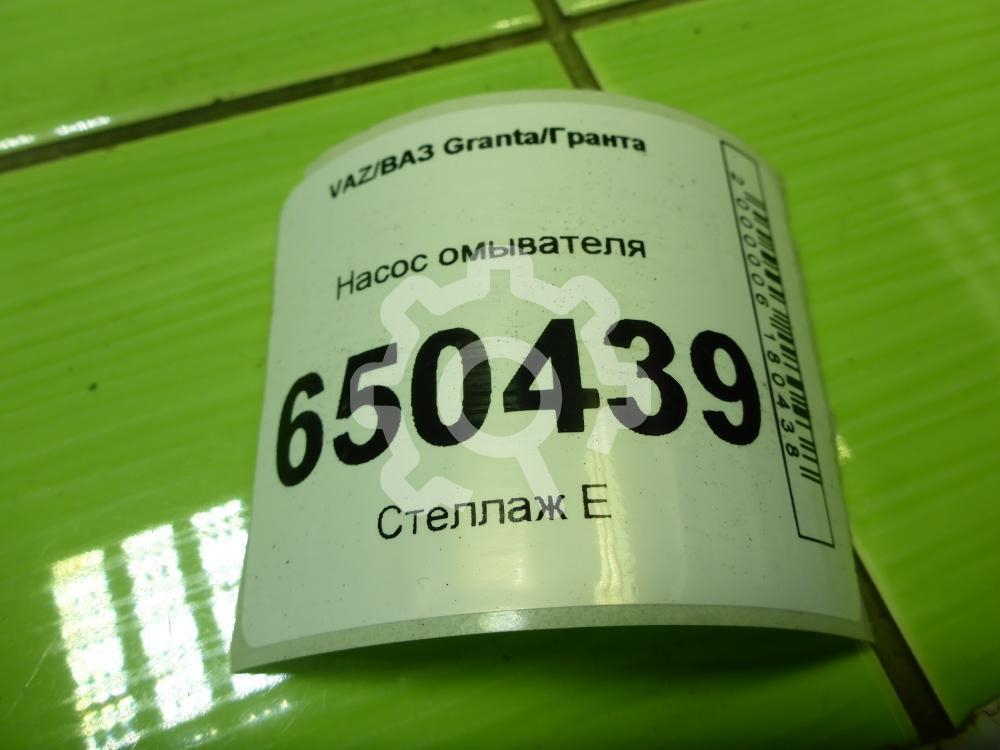 VAZ/ВАЗ Granta/Гранта
Насос омывателя
650439
Стеллаж Е
2000006180438